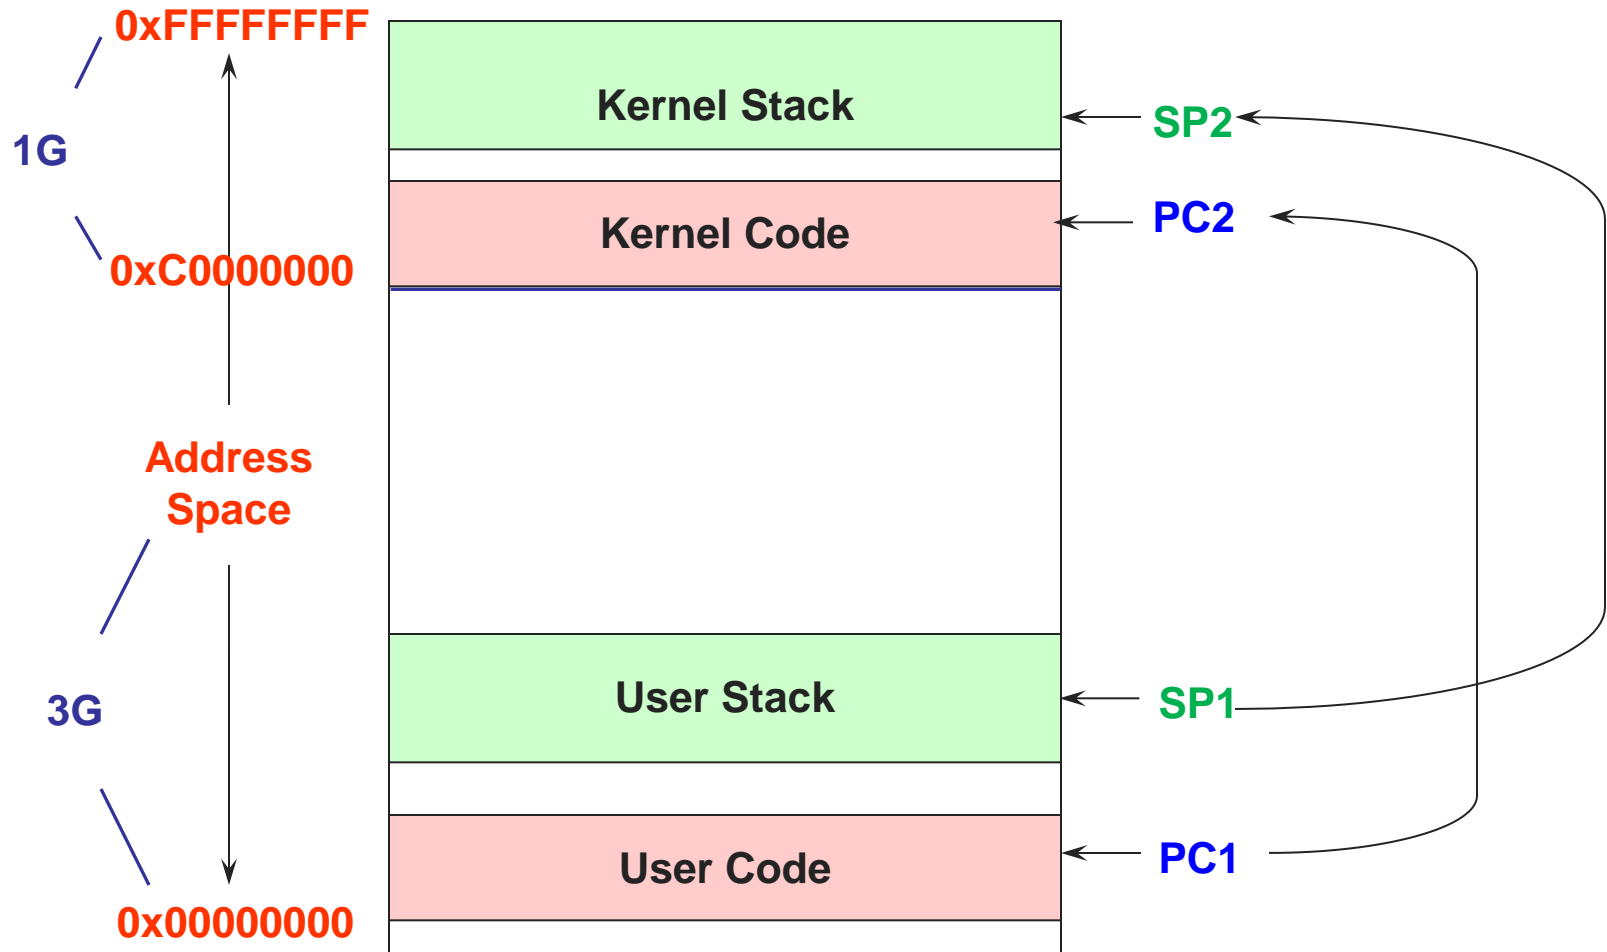 0xFFFFFFFF
Kernel Stack
SP2
1G
Kernel Code
PC2
0xC0000000
Address
Space
User Stack
SP1
3G
User Code
PC1
0x00000000